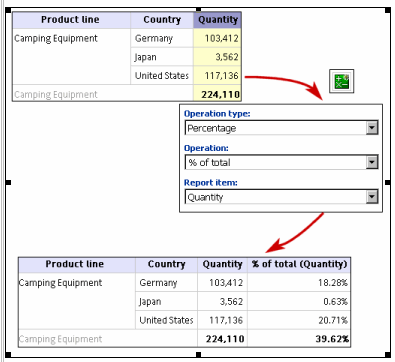 Product line Country Quantity
Camping Equipment Germany 103,412
Japan 3,562
United States 117,136
Camping Equipment 224,110
Operation type:
Percentage
Operation:
% of total
Report item:
Quantity
Product line Country Quantity % of total (Quantity)
Camping Equipment Germany 103,412 18.28%
Japan 3,562 0.63%
United States 117,136 20.71%
Camping Equipment 224,110 39.62%